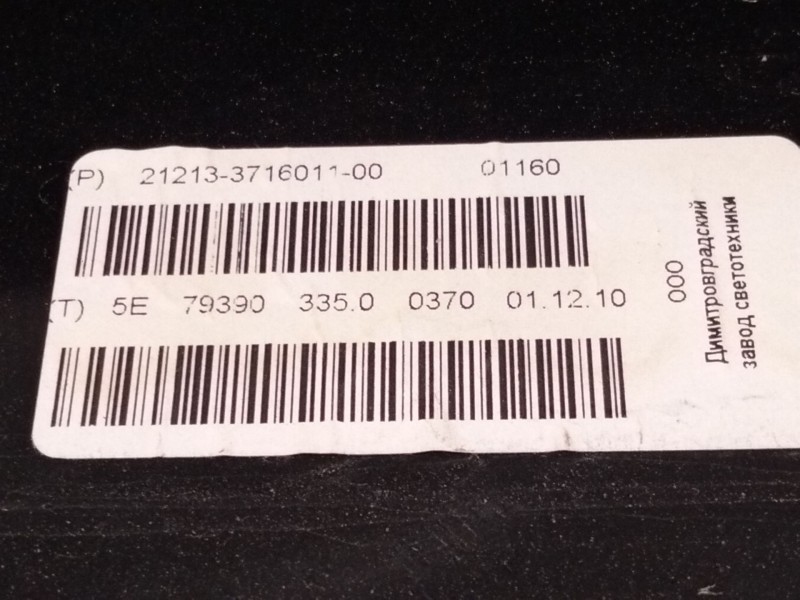 (P) 21213-3716011-00 01160
(T) 5E 79390 335.0 0370 01.12.10
ООО
Димитровградский
завод светотехники